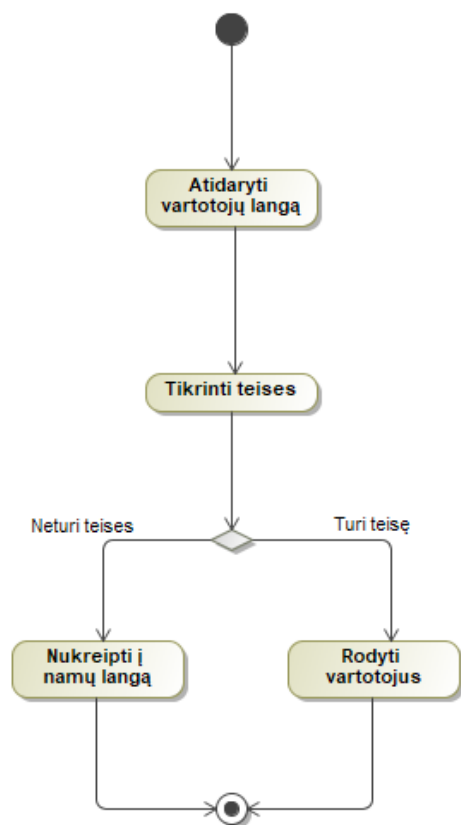 Atidaryti
vartotojų langą
Tikrinti teises
Neturi teises
Turi teisę
Nukreipti į
namų langą
Rodyti
vartotojus